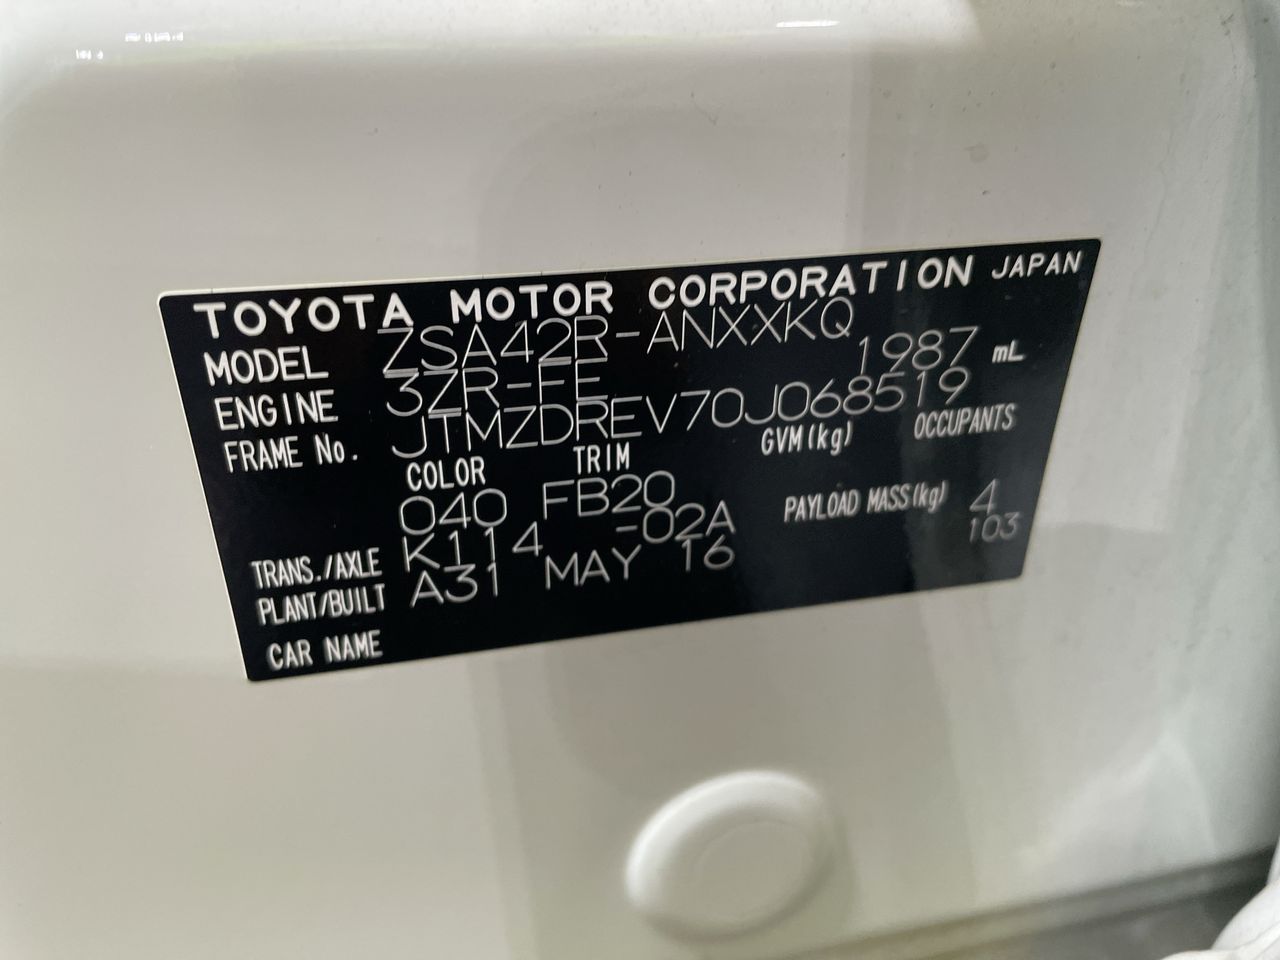 TOYOTA MOTOR CORPORATION JAPAN
MODEL ZSA42R-ANXXKQ
ENGINE 3ZR-FE 1987 mL
FRAME No. JTMZDREV70J068519
COLOR TRIM GVM(kg) OCCUPANTS
040 FB20 4
TRANS./AXLE K114 -02A PAYLOAD MASS(kg) 103
PLANT/BUILT A31 MAY 16
CAR NAME